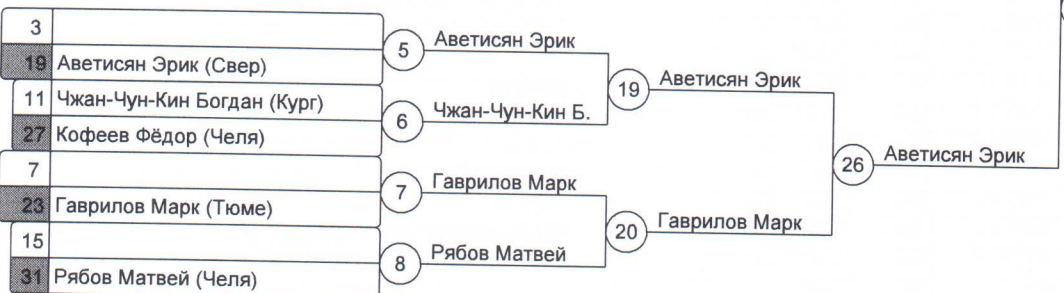 3
19 Аветисян Эрик (Свер)
5 Аветисян Эрик
11 Чжан-Чун-Кин Богдан (Кург)
27 Кофеев Фёдор (Челя)
6 Чжан-Чун-Кин Б.
19 Аветисян Эрик
7
23 Гаврилов Марк (Тюме)
7 Гаврилов Марк
15
31 Рябов Матвей (Челя)
8 Рябов Матвей
20 Гаврилов Марк
26 Аветисян Эрик